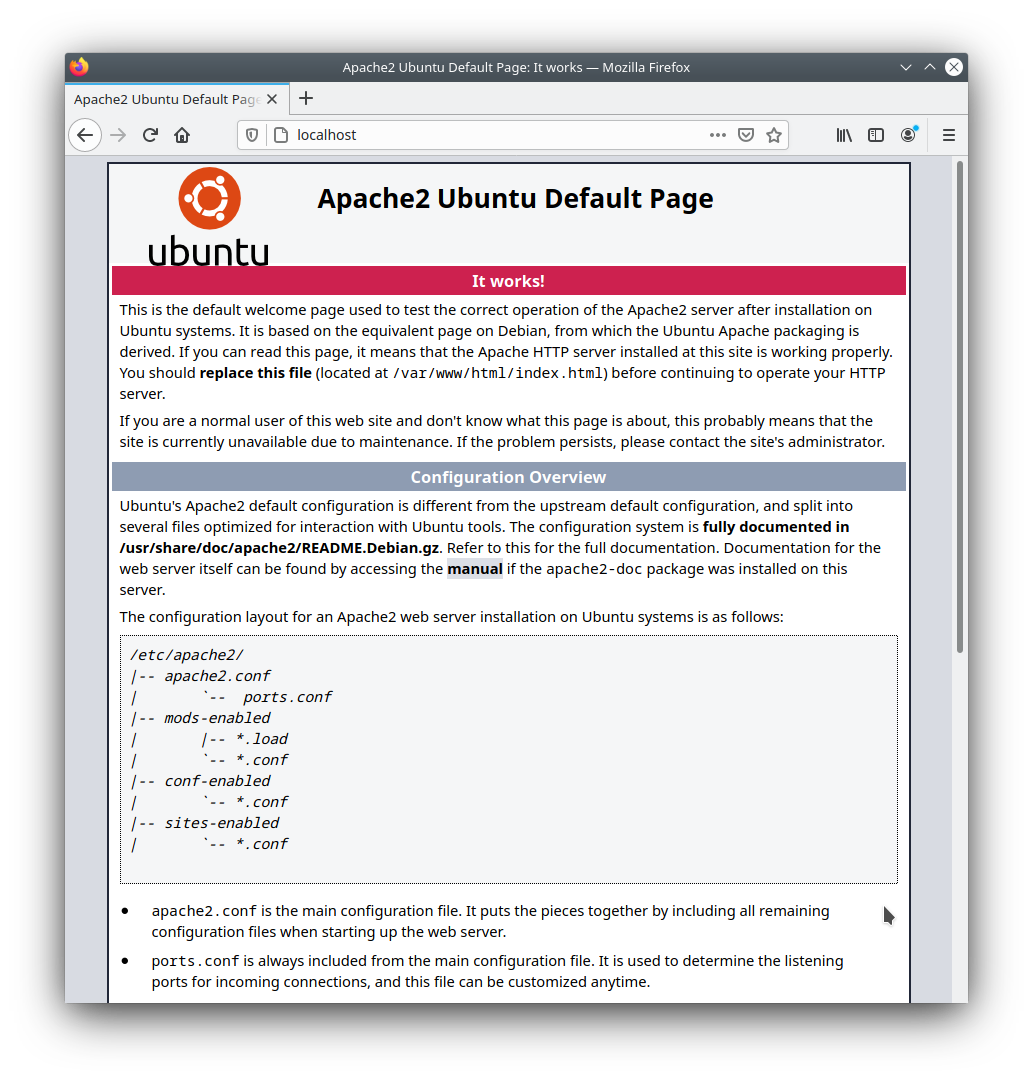 Apache2 Ubuntu Default Page: It works — Mozilla Firefox
Apache2 Ubuntu Default Page
localhost
ubuntu
Apache2 Ubuntu Default Page
It works!
This is the default welcome page used to test the correct operation of the Apache2 server after installation on
Ubuntu systems. It is based on the equivalent page on Debian, from which the Ubuntu Apache packaging is
derived. If you can read this page, it means that the Apache HTTP server installed at this site is working properly.
You should replace this file (located at /var/www/html/index.html) before continuing to operate your HTTP
server.
If you are a normal user of this web site and don't know what this page is about, this probably means that the
site is currently unavailable due to maintenance. If the problem persists, please contact the site's administrator.
Configuration Overview
Ubuntu's Apache2 default configuration is different from the upstream default configuration, and split into
several files optimized for interaction with Ubuntu tools. The configuration system is fully documented in
/usr/share/doc/apache2/README.Debian.gz. Refer to this for the full documentation. Documentation for the
web server itself can be found by accessing the manual if the apache2-doc package was installed on this
server.
The configuration layout for an Apache2 web server installation on Ubuntu systems is as follows:
/etc/apache2/
|-- apache2.conf
|       `--  ports.conf
|-- mods-enabled
|       |-- *.load
|       `-- *.conf
|-- conf-enabled
|       `-- *.conf
|-- sites-enabled
|       `-- *.conf
• apache2.conf is the main configuration file. It puts the pieces together by including all remaining
configuration files when starting up the web server.
• ports.conf is always included from the main configuration file. It is used to determine the listening
ports for incoming connections, and this file can be customized anytime.